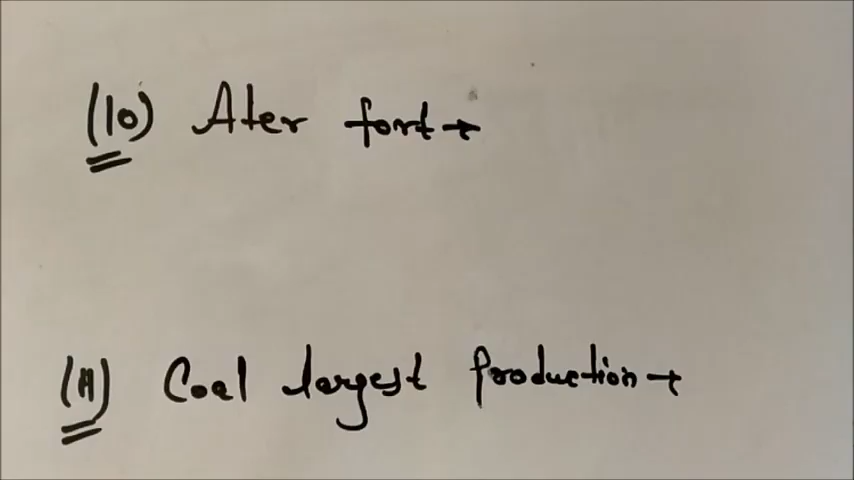 (10) Ater fort →
(11) Coal largest production →